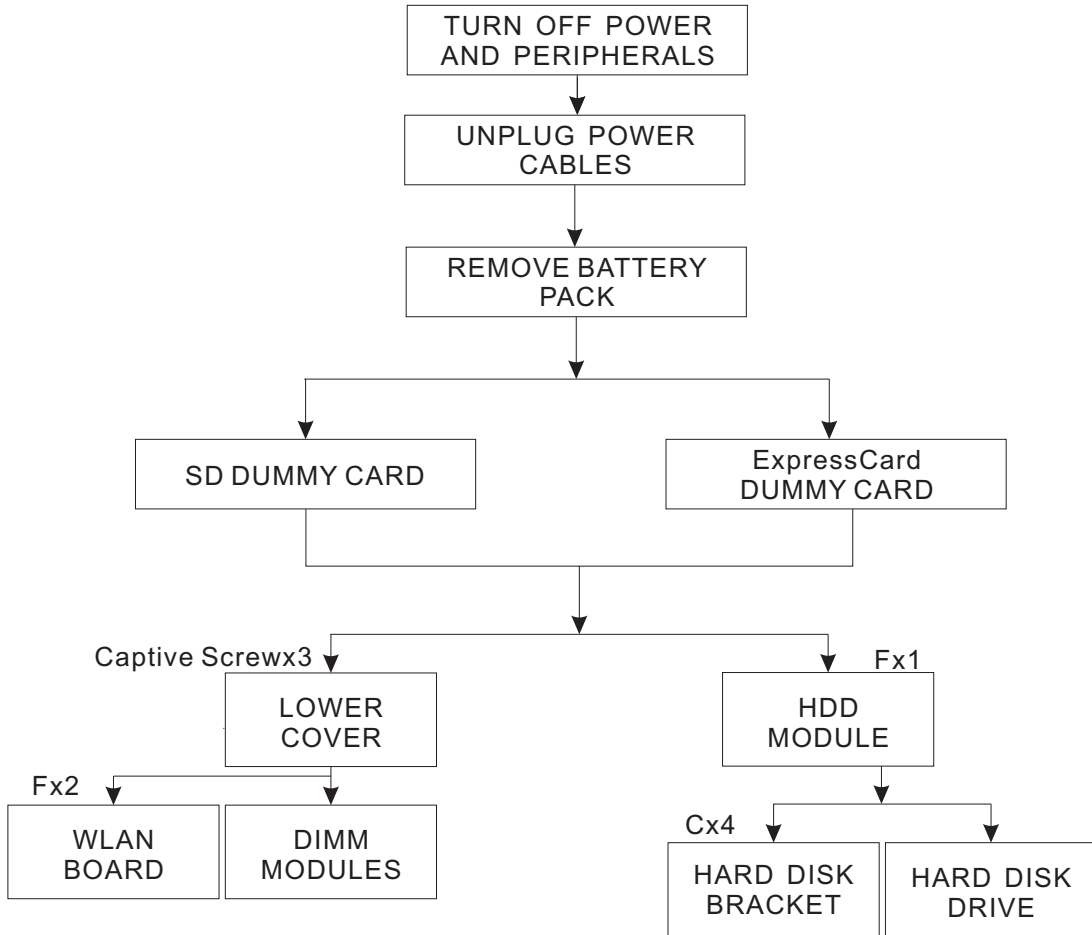 TURN OFF POWER
AND PERIPHERALS
UNPLUG POWER
CABLES
REMOVE BATTERY
PACK
SD DUMMY CARD
ExpressCard
DUMMY CARD
Captive Screwx3
LOWER
COVER
Fx1
HDD
MODULE
Fx2
WLAN
BOARD
DIMM
MODULES
Cx4
HARD DISK
BRACKET
HARD DISK
DRIVE